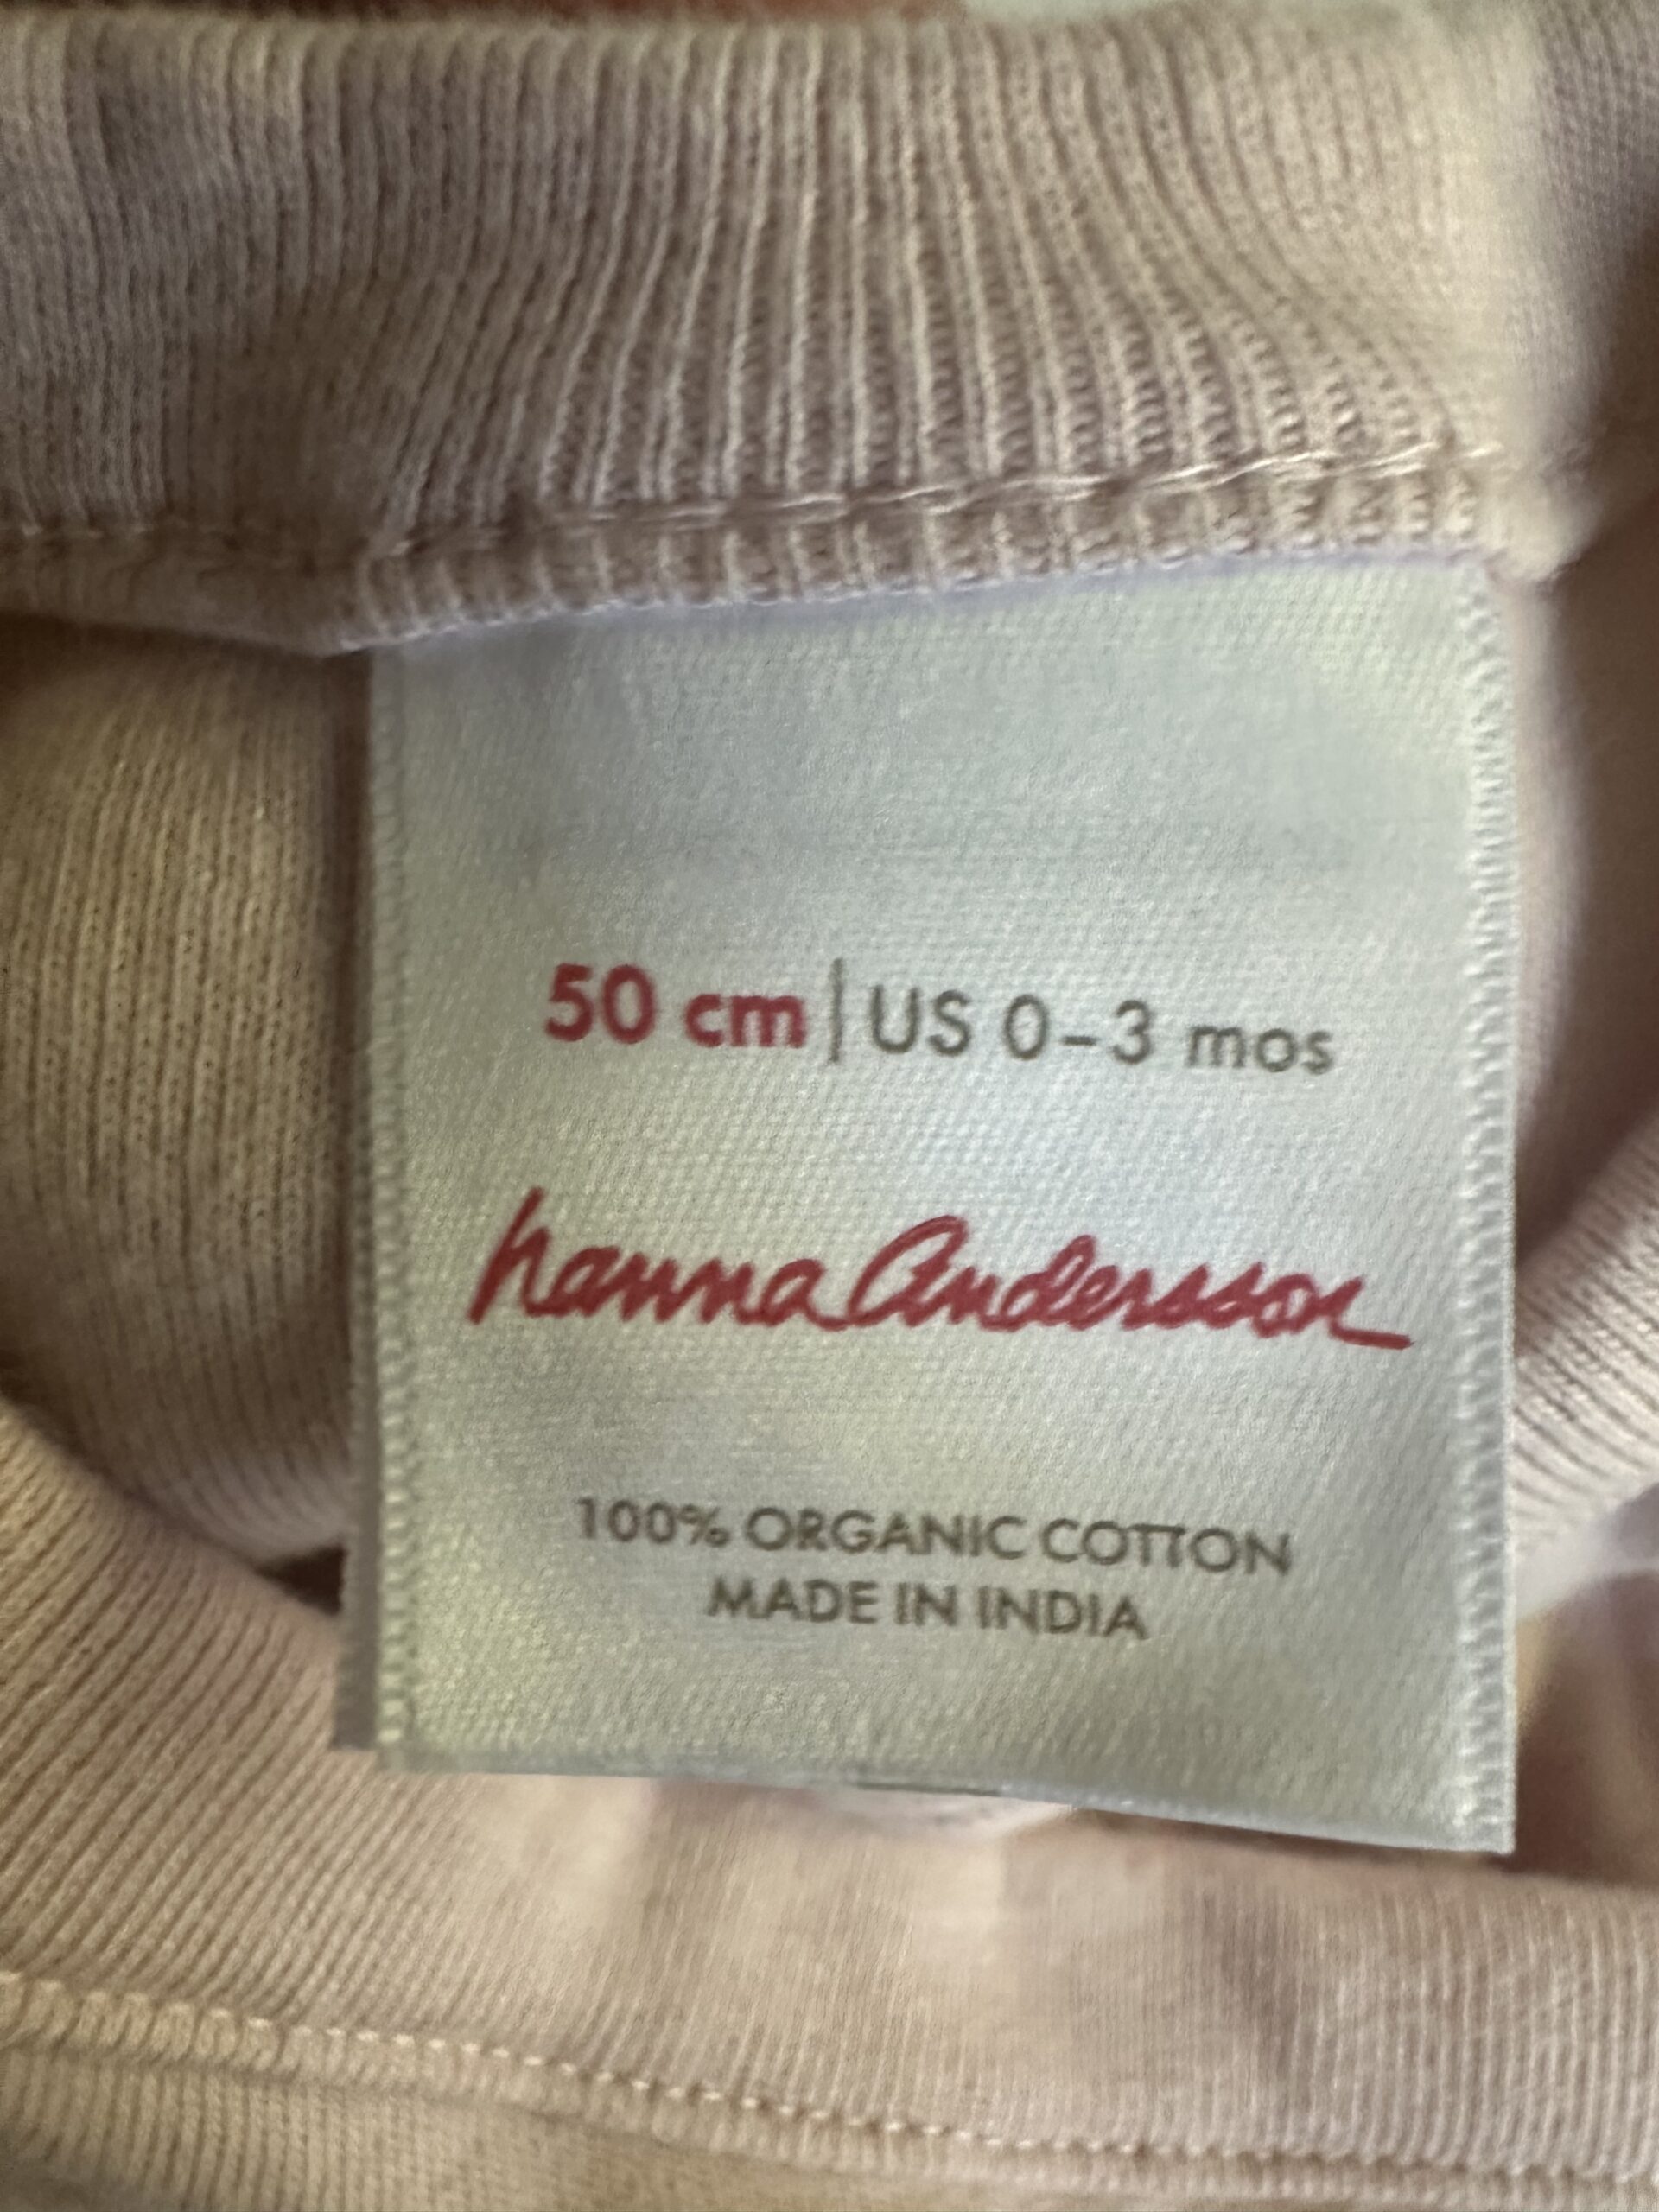 50 cm | US 0-3 mos
hanna Andersson
100% ORGANIC COTTON
MADE IN INDIA